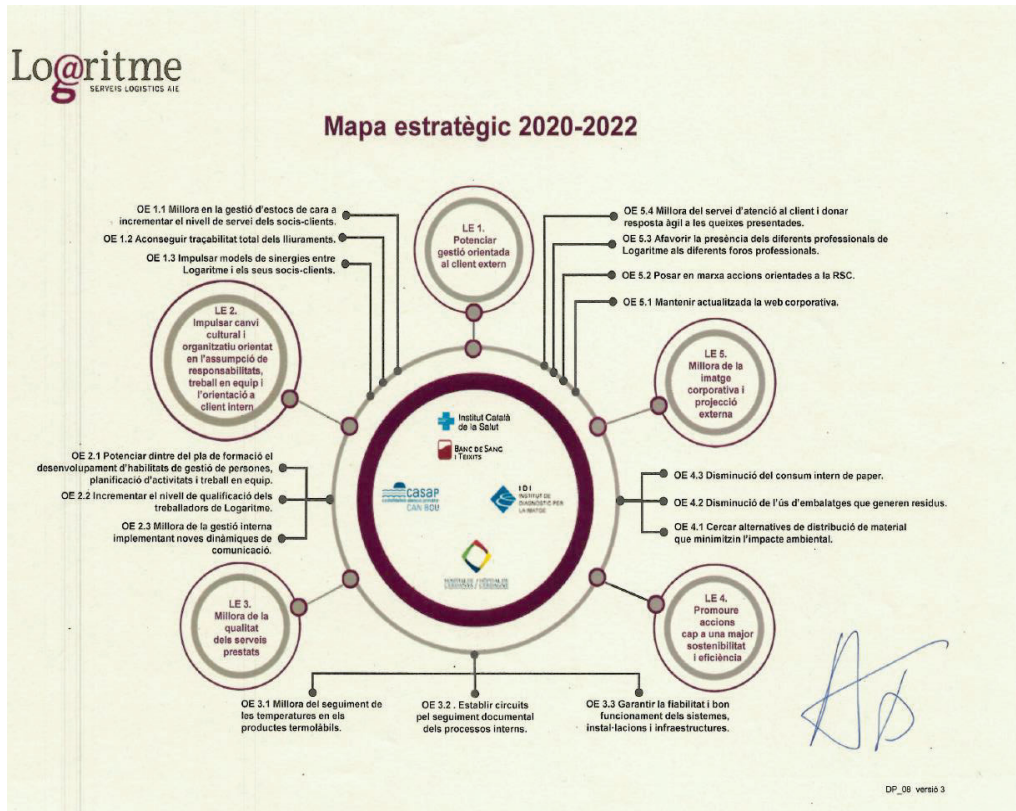 Logaritme
SERVEIS LOGISTICS AIE
Mapa estratègic 2020-2022
OE 1.1 Millora en la gestió d'estocs de cara a
incrementar el nivell de servei dels socis-clients.
OE 1.2 Aconseguir traçabilitat total dels lliuraments.
OE 1.3 Impulsar models de sinergies entre
Logaritme i els seus socis-clients.
LE 1.
Potenciar
gestió orientada
al client extern
OE 5.4 Millora del servei d'atenció al client i donar
resposta àgil a les queixes presentades.
OE 5.3 Afavorir la presència dels diferents professionals de
Logaritme als diferents foros professionals.
OE 5.2 Posar en marxa accions orientades a la RSC.
OE 5.1 Mantenir actualitzada la web corporativa.
LE 2.
Impulsar canvi
cultural i
organitzatiu orientat
en l'assumpció de
responsabilitats,
treball en equip i
l'orientació a
client intern
LE 5.
Millora de la
imatge
corporativa i
projecció
externa
Institut Català
de la Salut
BANC DE SANG
I TEIXITS
casap
CAN BOU
IDI
INSTITUT DE
DIAGNÒSTIC PER
LA IMATGE
OE 2.1 Potenciar dintre del pla de formació el
desenvolupament d'habilitats de gestió de persones,
planificació d'activitats i treball en equip.
OE 2.2 Incrementar el nivell de qualificació dels
treballadors de Logaritme.
OE 2.3 Millora de la gestió interna
implementant noves dinàmiques de
comunicació.
OE 4.3 Disminució del consum intern de paper.
OE 4.2 Disminució de l'ús d'embalatges que generen residus.
OE 4.1 Cercar alternatives de distribució de material
que minimitzin l'impacte ambiental.
LE 3.
Millora de la
qualitat
dels serveis
prestats
LE 4.
Promoure
accions
cap a una major
sostenibilitat
i eficiència
OE 3.1 Millora del seguiment de
les temperatures en els
productes termolàbils.
OE 3.2 . Establir circuits
pel seguiment documental
dels processos interns.
OE 3.3 Garantir la fiabilitat i bon
funcionament dels sistemes,
instal·lacions i infraestructures.
DP_08 versió 3